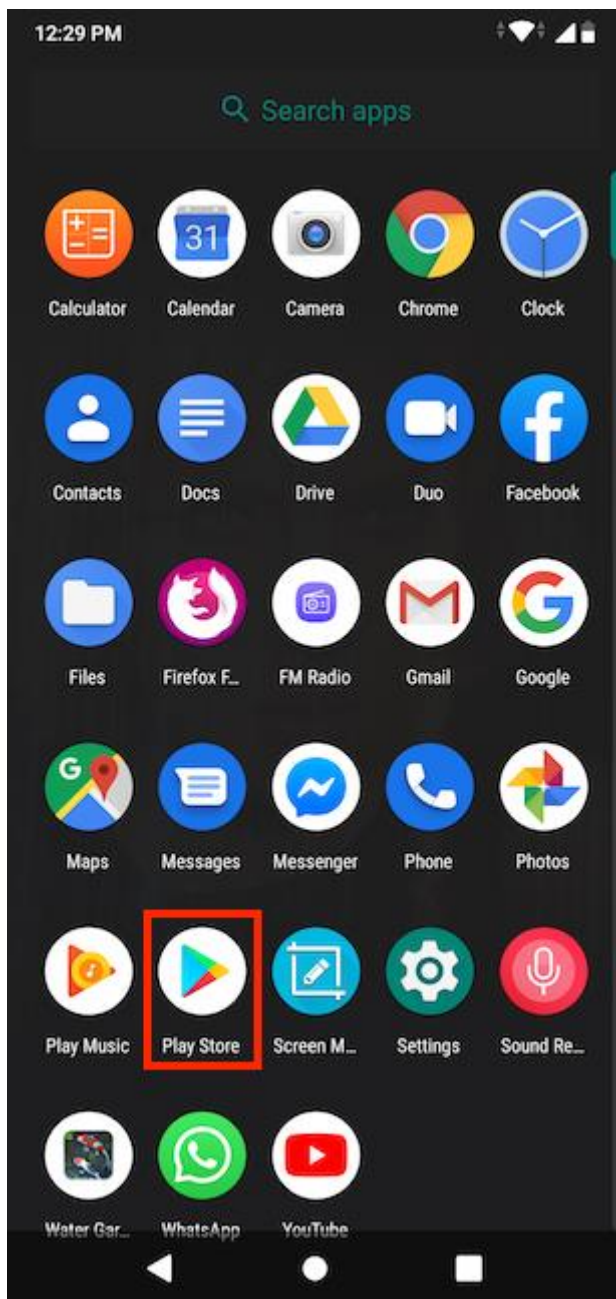 12:29 PM
Search apps
31
Calculator Calendar Camera Chrome Clock
Contacts Docs Drive Duo Facebook
Files Firefox F... FM Radio Gmail Google
G
Maps Messages Messenger Phone Photos
Play Music Play Store Screen M... Settings Sound Re...
Water Gar... WhatsApp YouTube